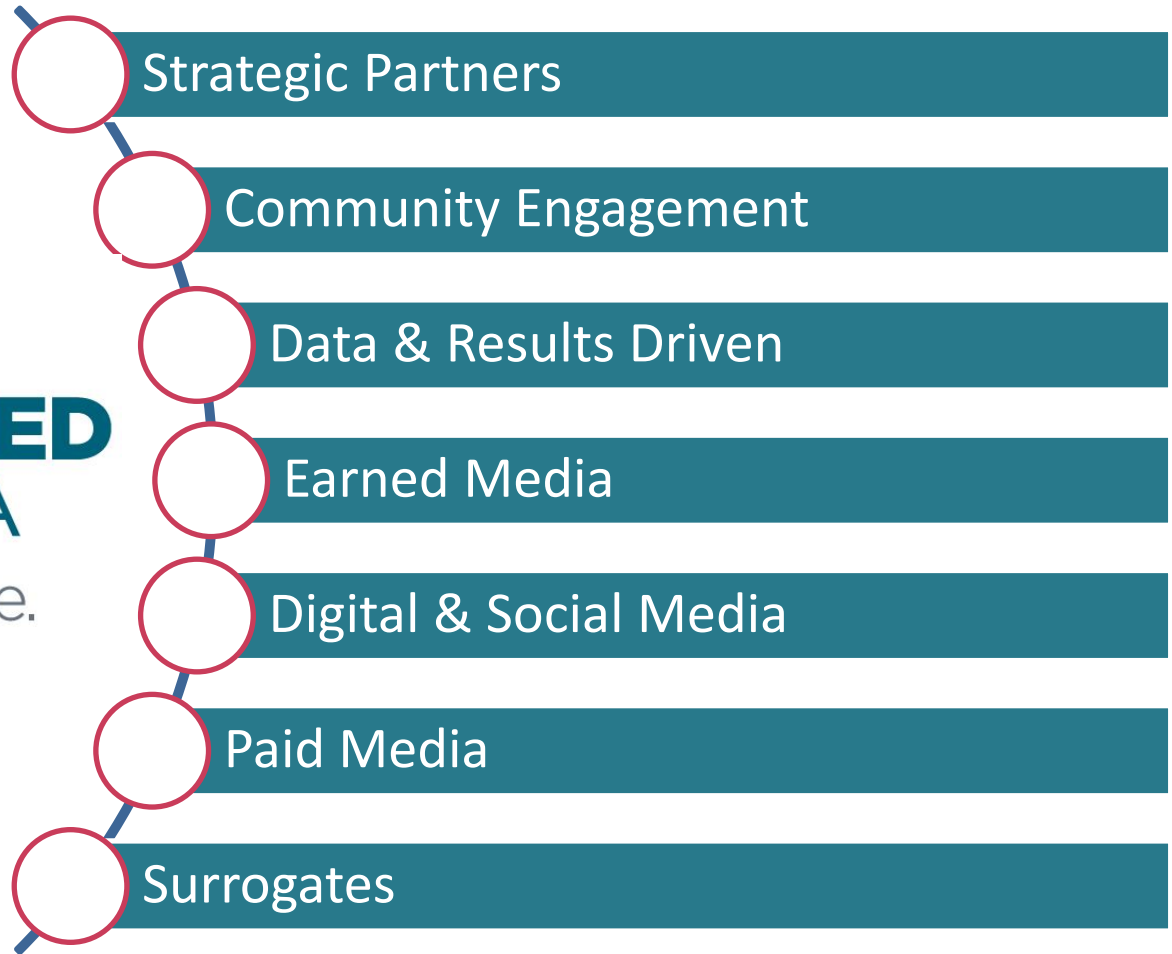 Strategic Partners
Community Engagement
Data & Results Driven
ED
A
Earned Media
e.
Digital & Social Media
Paid Media
Surrogates